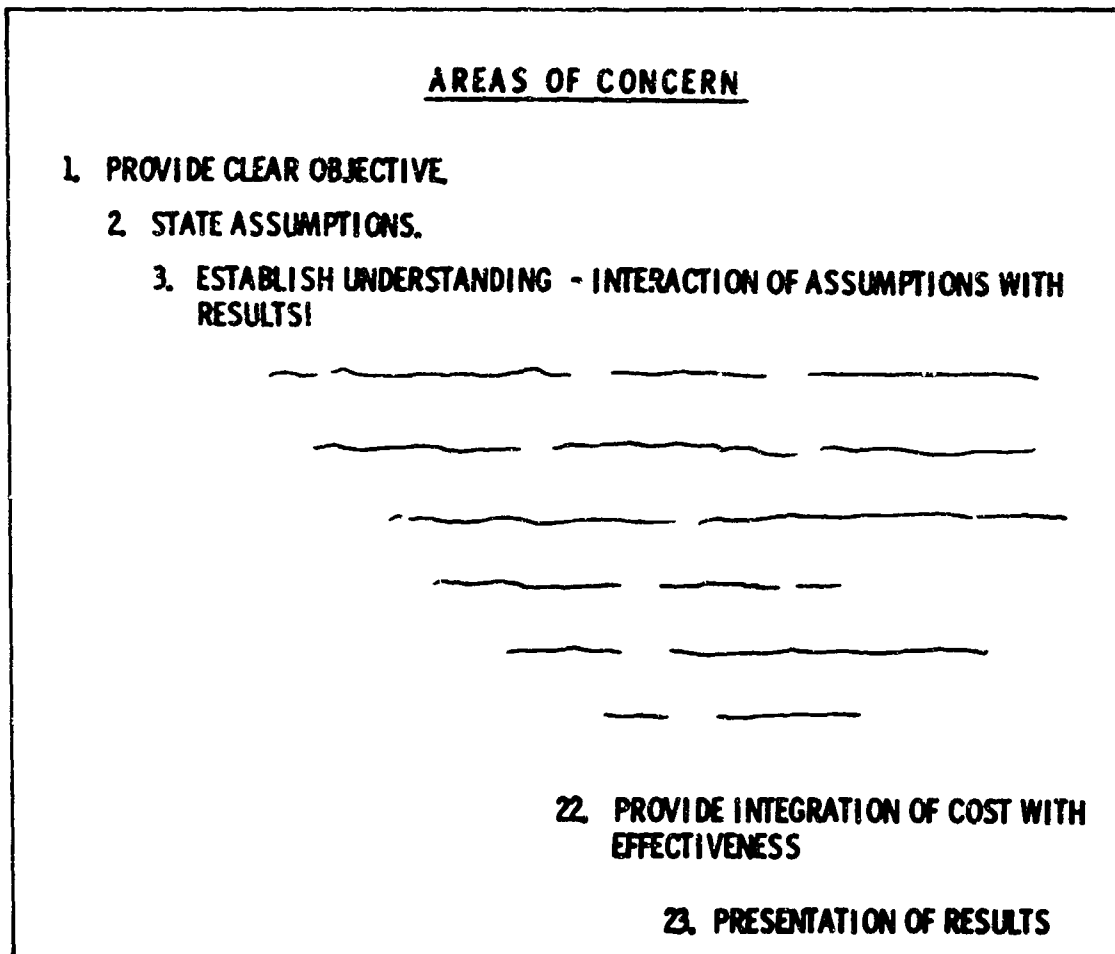 AREAS OF CONCERN
1. PROVIDE CLEAR OBJECTIVE.
2. STATE ASSUMPTIONS.
3. ESTABLISH UNDERSTANDING - INTERACTION OF ASSUMPTIONS WITH
RESULTS!
22. PROVIDE INTEGRATION OF COST WITH
EFFECTIVENESS
23. PRESENTATION OF RESULTS